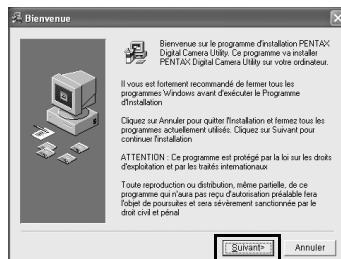 Bienvenue
Bienvenue sur le programme d'installation PENTAX
Digital Camera Utility. Ce programme va installer
PENTAX Digital Camera Utility sur votre ordinateur.
Il vous est fortement recommandé de fermer tous les
programmes Windows avant d'exécuter le Programme
d'installation
Cliquez sur Annuler pour quitter l'installation et fermez tous les
programmes actuellement utilisés. Cliquez sur Suivant pour
continuer l'installation
ATTENTION : Ce programme est protégé par la loi sur les droits
d'exploitation et par les traités internationaux
Toute reproduction ou distribution, même partielle, de ce
programme qui n'aura pas reçu d'autorisation préalable fera
l'objet de poursuites et sera sévèrement sanctionnée par le
droit civil et pénal
Suivant>
Annuler